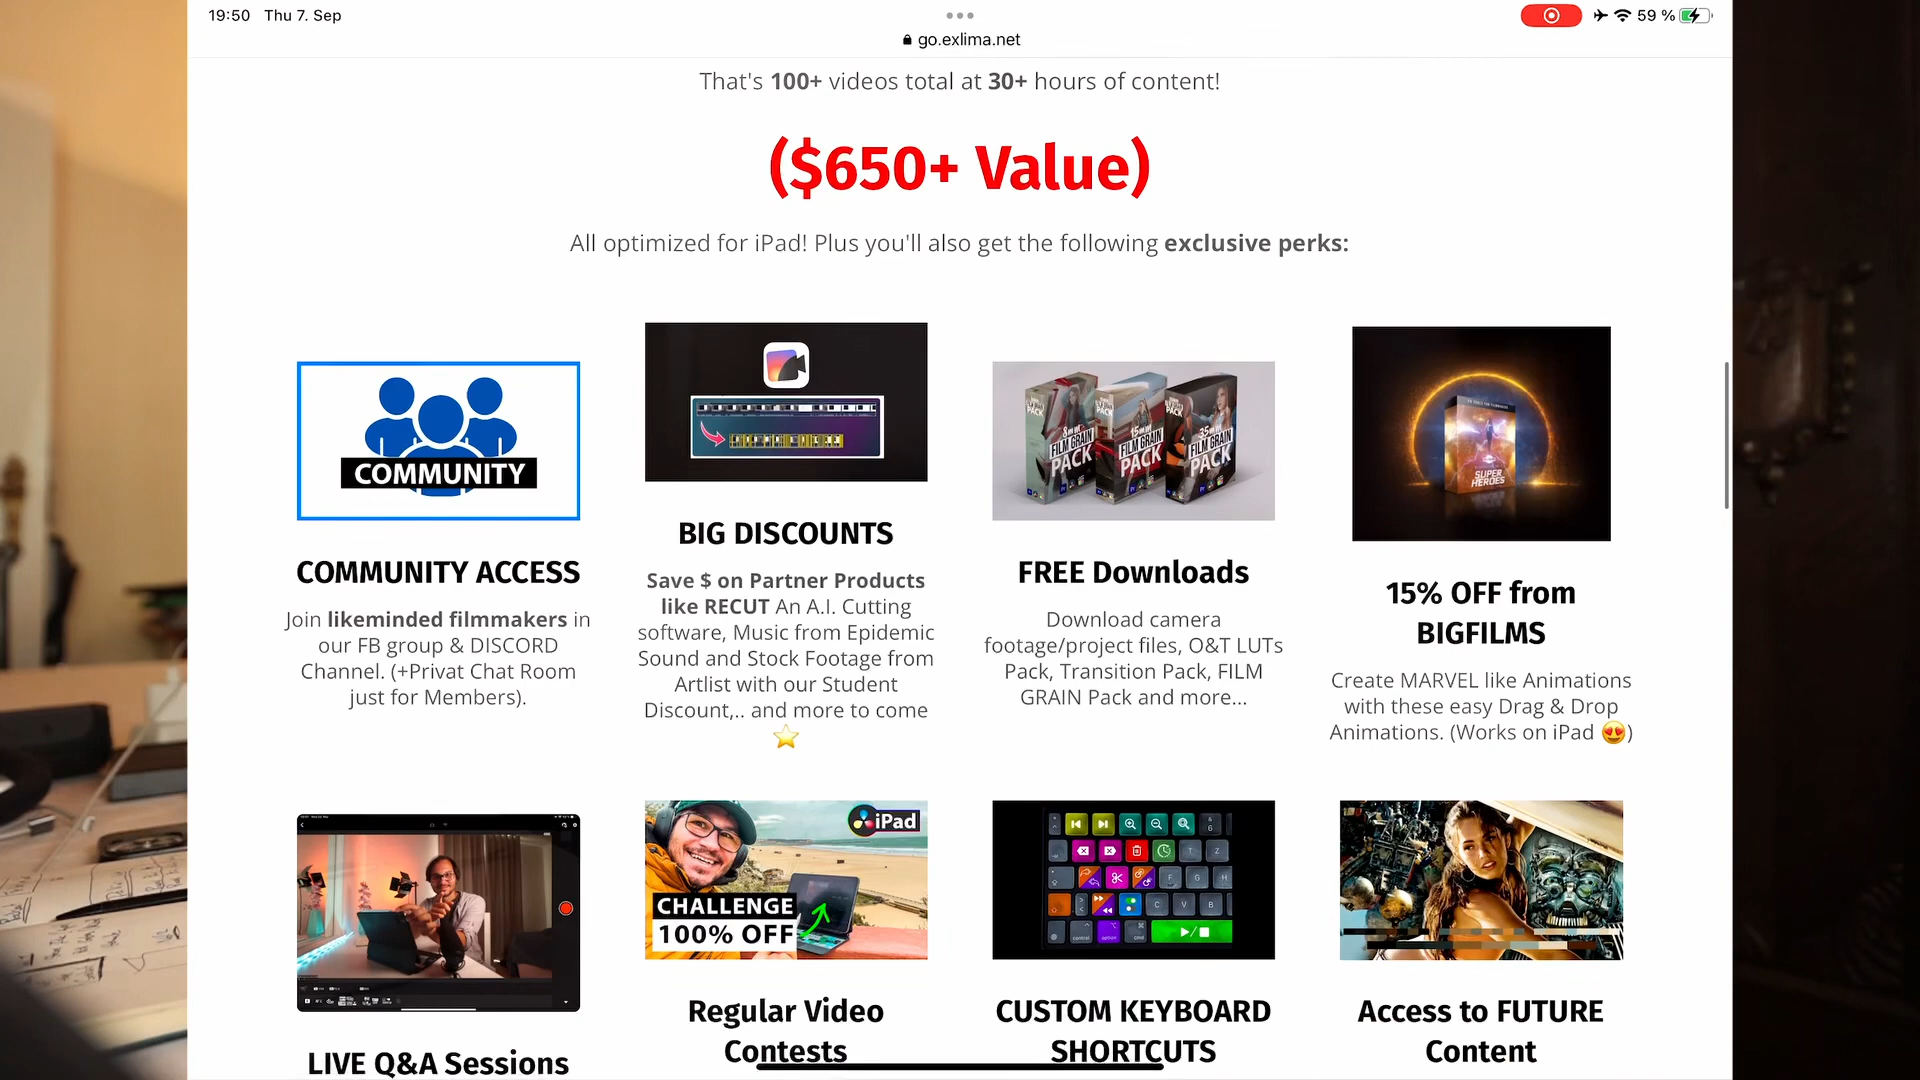 19:50 Thu 7. Sep
59 %
go.exlima.net
That's 100+ videos total at 30+ hours of content!
($650+ Value)
All optimized for iPad! Plus you'll also get the following exclusive perks:
COMMUNITY
COMMUNITY ACCESS
Join likeminded filmmakers in
our FB group & DISCORD
Channel. (+Privat Chat Room
just for Members).
BIG DISCOUNTS
Save $ on Partner Products
like RECUT An A.I. Cutting
software, Music from Epidemic
Sound and Stock Footage from
Artlist with our Student
Discount,.. and more to come
⭐
8mm FILM GRAIN PACK
FILM GRAIN PACK
35mm FILM GRAIN PACK
FREE Downloads
Download camera
footage/project files, O&T LUTs
Pack, Transition Pack, FILM
GRAIN Pack and more...
SUPER
HEROES
15% OFF from
BIGFILMS
Create MARVEL like Animations
with these easy Drag & Drop
Animations. (Works on iPad 😍)
LIVE Q&A Sessions
iPad
CHALLENGE
100% OFF
Regular Video
Contests
T Z
F G H
C V B
control option cmd
CUSTOM KEYBOARD
SHORTCUTS
Access to FUTURE
Content